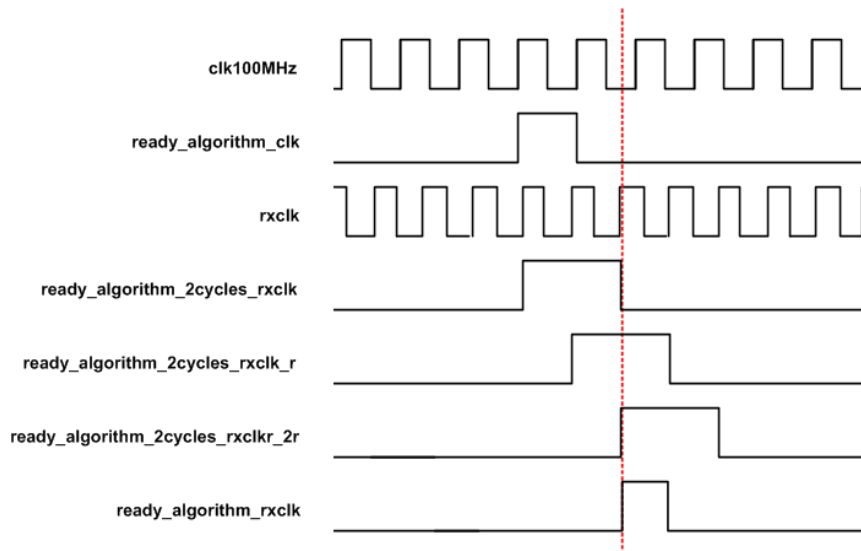 clk100MHz
ready_algorithm_clk
rxclk
ready_algorithm_2cycles_rxclk
ready_algorithm_2cycles_rxclk_r
ready_algorithm_2cycles_rxclkr_2r
ready_algorithm_rxclk